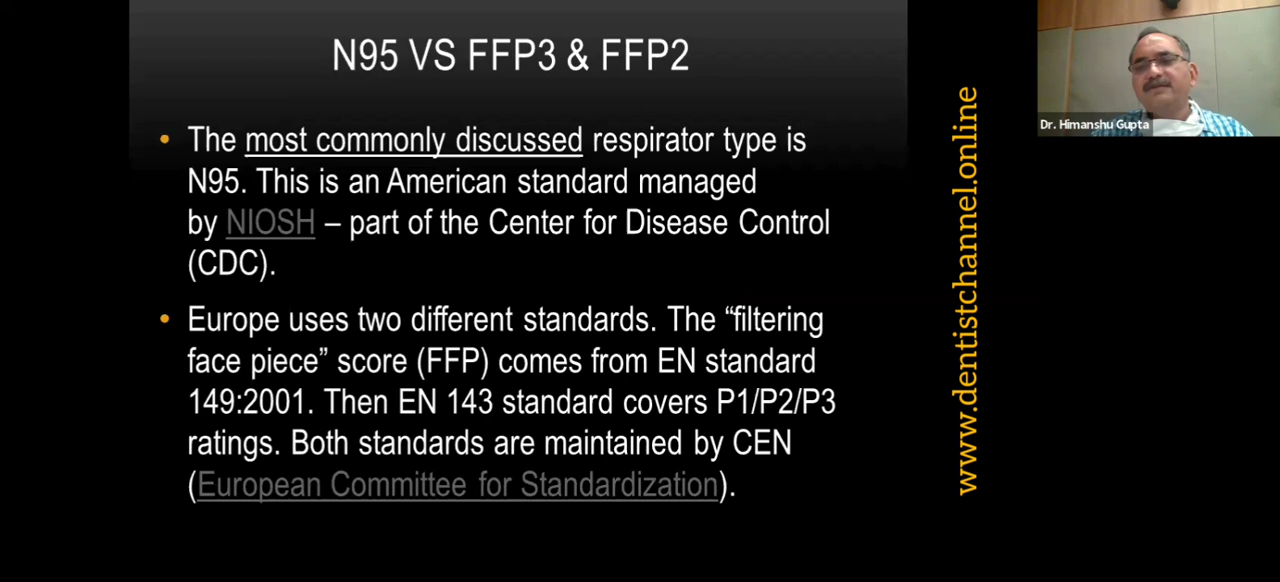 N95 VS FFP3 & FFP2
• The most commonly discussed respirator type is
N95. This is an American standard managed
by NIOSH – part of the Center for Disease Control
(CDC).
• Europe uses two different standards. The “filtering
face piece” score (FFP) comes from EN standard
149:2001. Then EN 143 standard covers P1/P2/P3
ratings. Both standards are maintained by CEN
(European Committee for Standardization).
www.dentistchannel.online
Dr. Himanshu Gupta